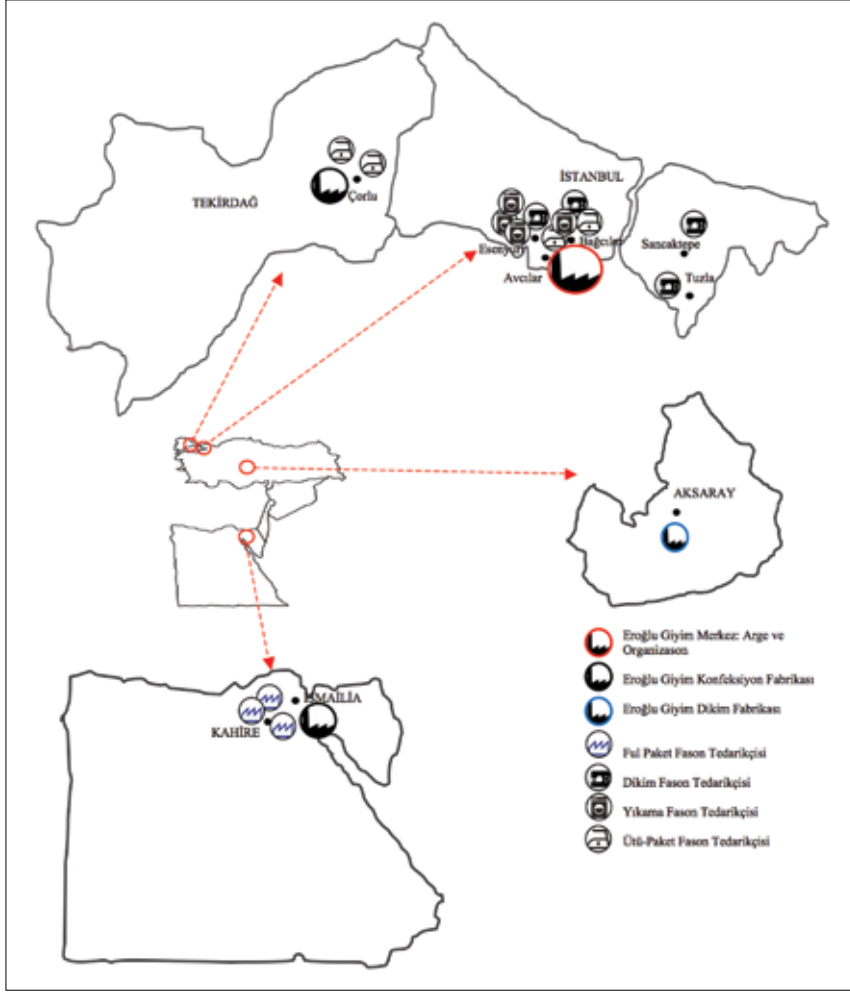 TEKİRDAĞ
Çorlu
İSTANBUL
Esenyurt
Bağcılar
Avcılar
Sancaktepe
Tuzla
AKSARAY
İSMAİLİA
KAHİRE
Eroğlu Giyim Merkez: Arge ve
Organizason
Eroğlu Giyim Konfeksiyon Fabrikası
Eroğlu Giyim Dikim Fabrikası
Ful Paket Fason Tedarikçisi
Dikim Fason Tedarikçisi
Yıkama Fason Tedarikçisi
Ütü-Paket Fason Tedarikçisi